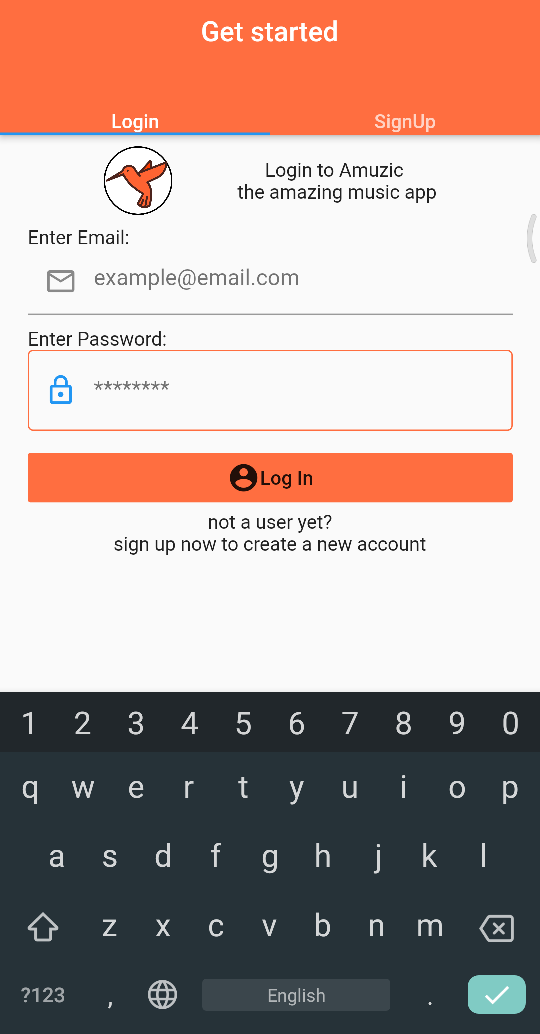 Get started
Login SignUp
Login to Amuzic
the amazing music app
Enter Email:
example@email.com
Enter Password:
********
Log In
not a user yet?
sign up now to create a new account
1 2 3 4 5 6 7 8 9 0
q w e r t y u i o p
a s d f g h j k l
z x c v b n m
?123 , English .